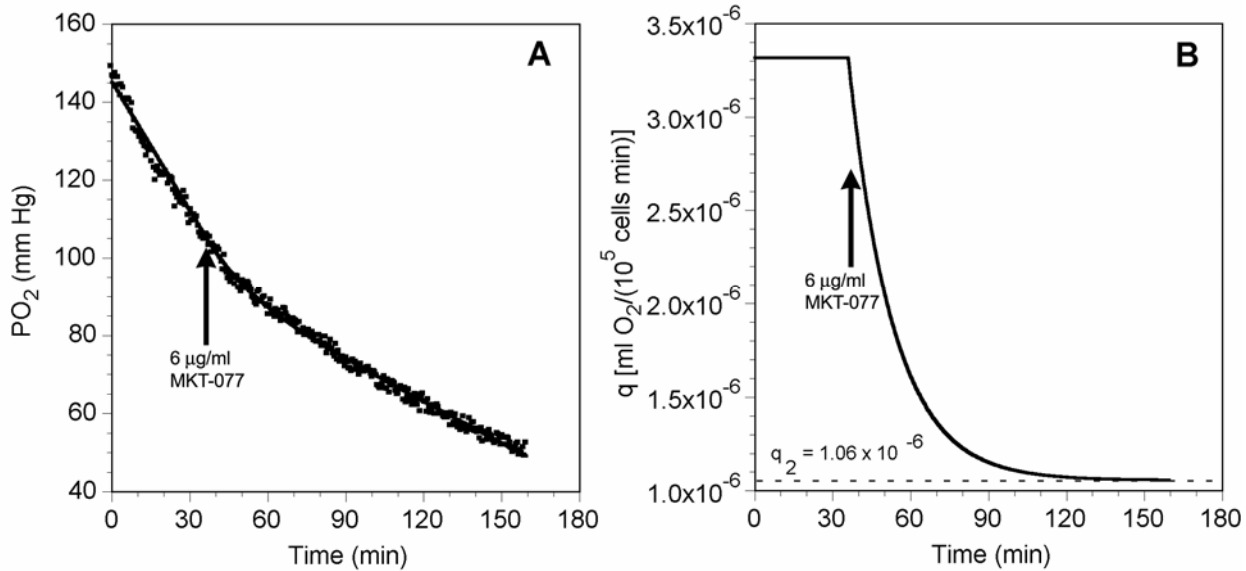 A
160
140
120
100
80
60
40
PO2 (mm Hg)
6 µg/ml
MKT-077
0 30 60 90 120 150 180
Time (min)
B
3.5x10-6
3.0x10-6
2.5x10-6
2.0x10-6
1.5x10-6
1.0x10-6
q [ml O2/(10^5 cells min)]
6 µg/ml
MKT-077
q2 = 1.06 x 10-6
0 30 60 90 120 150 180
Time (min)